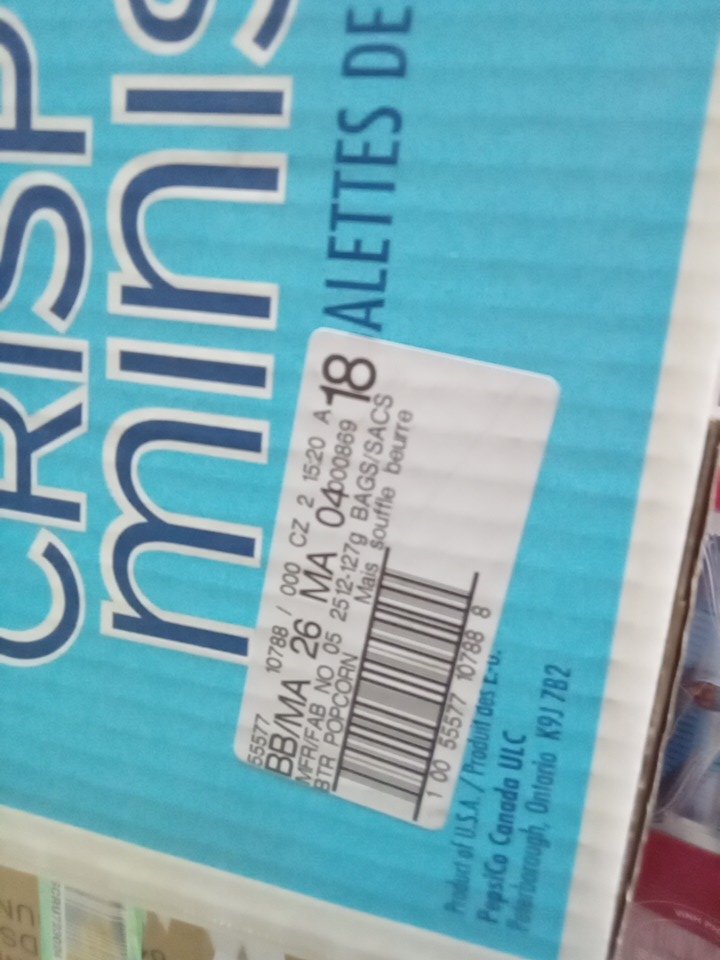 CRISP
minis
ALETTES DE
55577 10788 / 000 CZ 2 1520 A
BB/MA 26 MA 04
18
MFR/FAB NO 05 25
000869
BTR POPCORN 12-127g BAGS/SACS
Mais souffle beurre
1 00 55577 10788 8
Product of U.S.A. / Produit des É-U.
PepsiCo Canada ULC
Peterborough, Ontario K9J 7B2